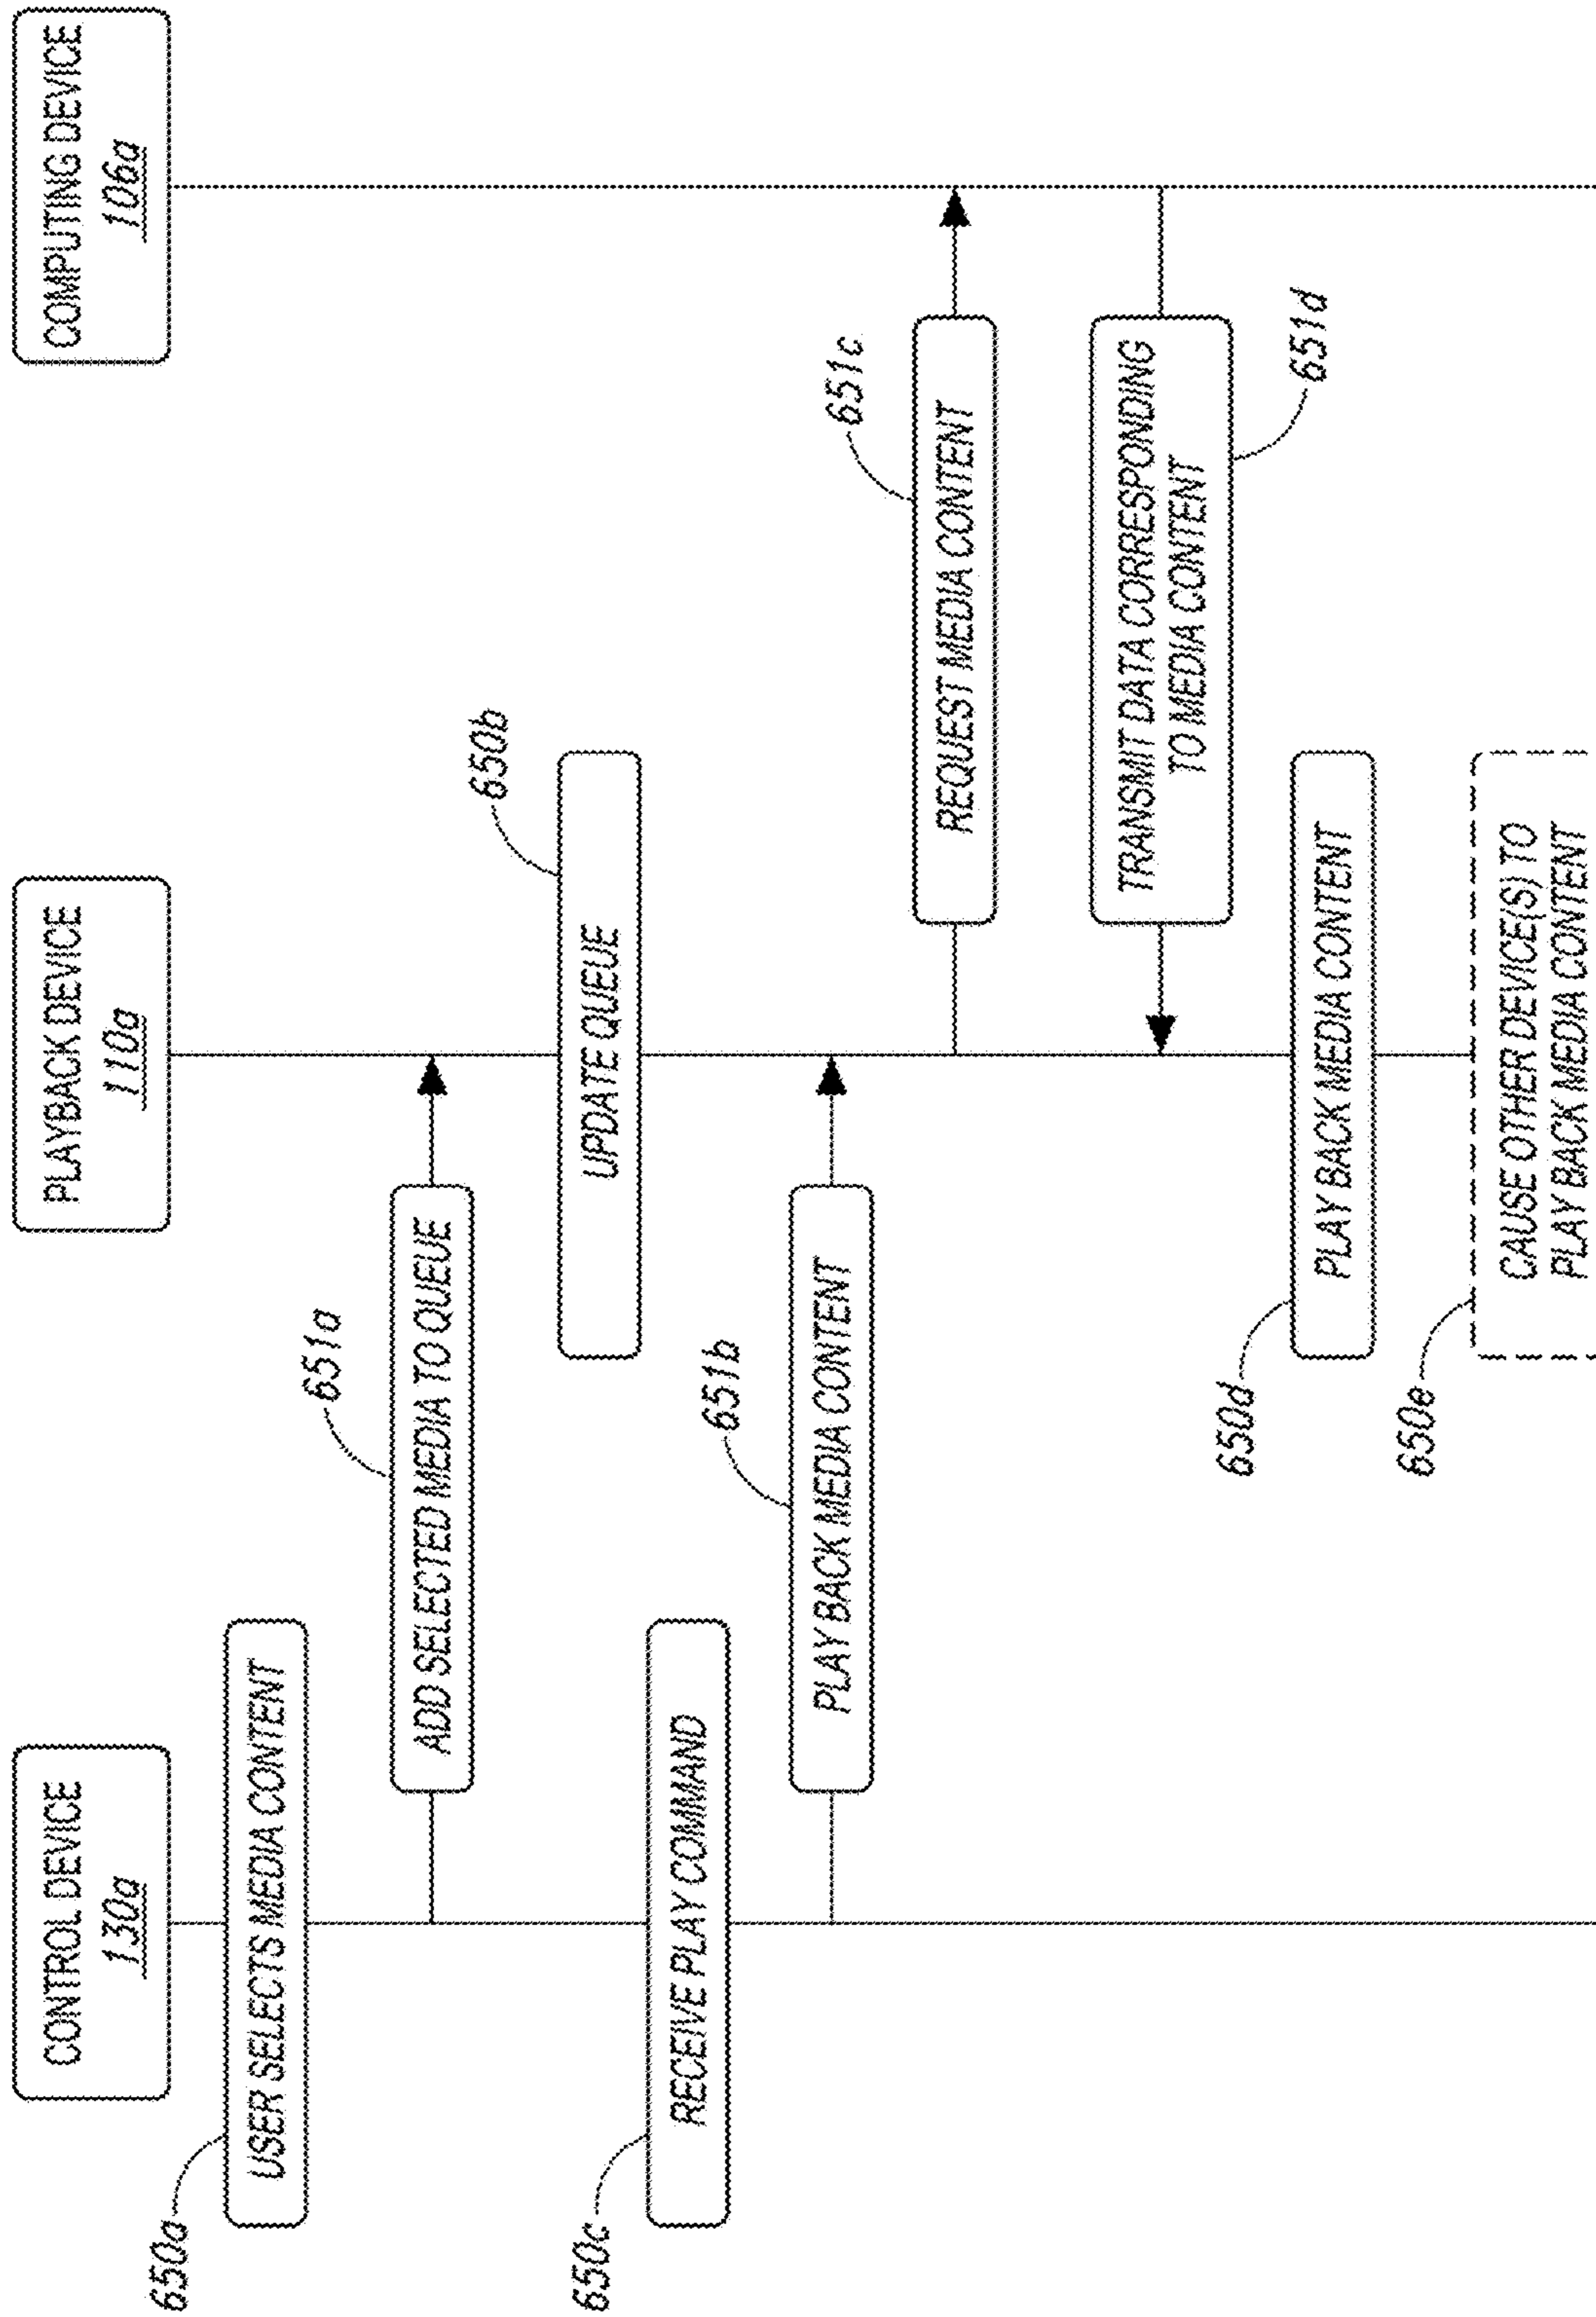 CONTROL DEVICE
130a
PLAYBACK DEVICE
110a
COMPUTING DEVICE
106a
650a
USER SELECTS MEDIA CONTENT
651a
ADD SELECTED MEDIA TO QUEUE
650b
UPDATE QUEUE
650c
RECEIVE PLAY COMMAND
651b
PLAY BACK MEDIA CONTENT
651c
REQUEST MEDIA CONTENT
TRANSMIT DATA CORRESPONDING
TO MEDIA CONTENT
651d
650d
PLAY BACK MEDIA CONTENT
650e
CAUSE OTHER DEVICE(S) TO
PLAY BACK MEDIA CONTENT